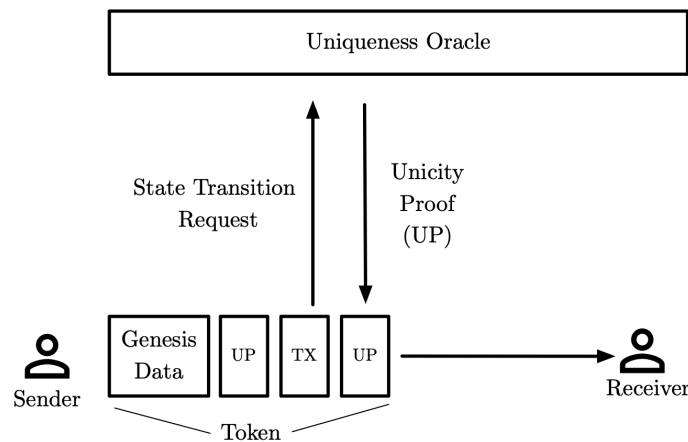 Uniqueness Oracle
State Transition
Request
Unicity
Proof
(UP)
Genesis
Data
UP
TX
UP
Sender
Receiver
Token